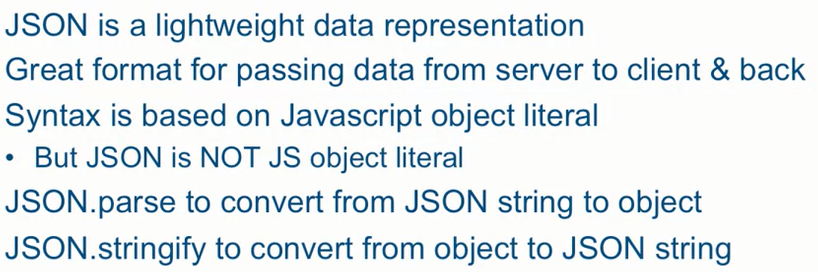 JSON is a lightweight data representation
Great format for passing data from server to client & back
Syntax is based on Javascript object literal
• But JSON is NOT JS object literal
JSON.parse to convert from JSON string to object
JSON.stringify to convert from object to JSON string